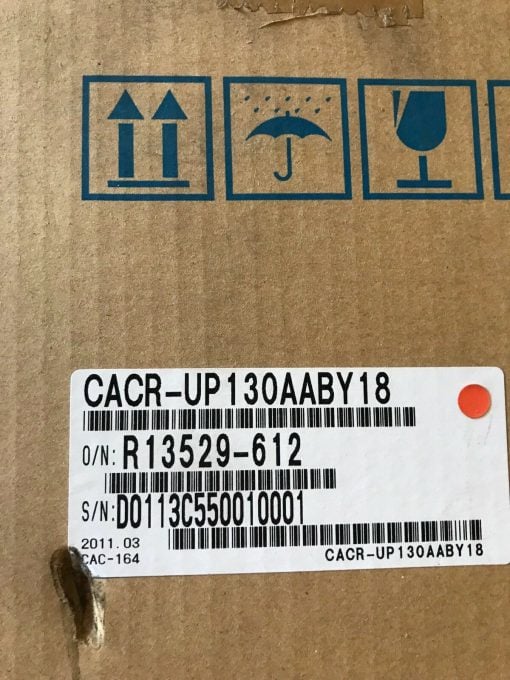 CACR-UP130AABY18
O/N: R13529-612
S/N: D0113C550010001
2011.03
CAC-164
CACR-UP130AABY18